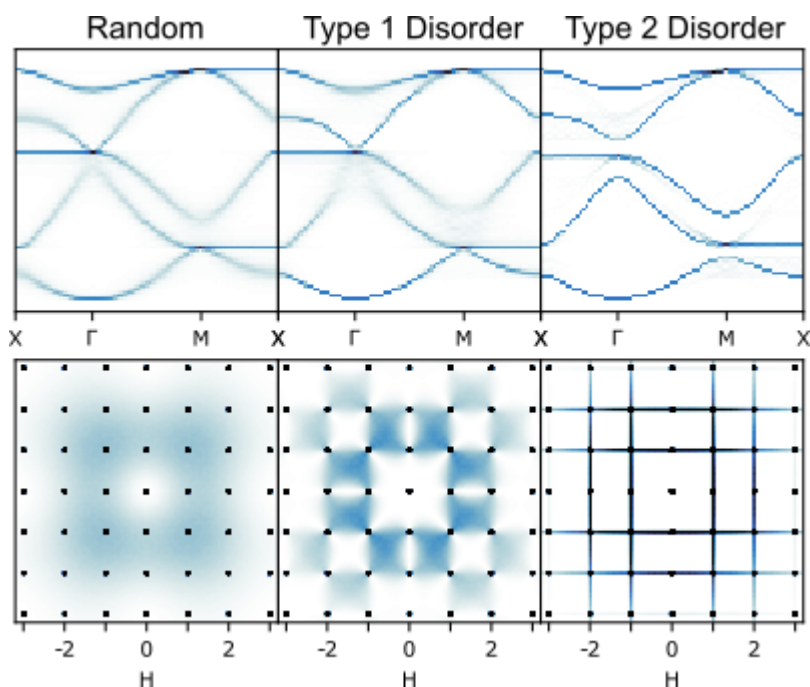 Random Type 1 Disorder Type 2 Disorder
X Γ M X Γ M X Γ M X
-2 0 2 -2 0 2 -2 0 2
H H H